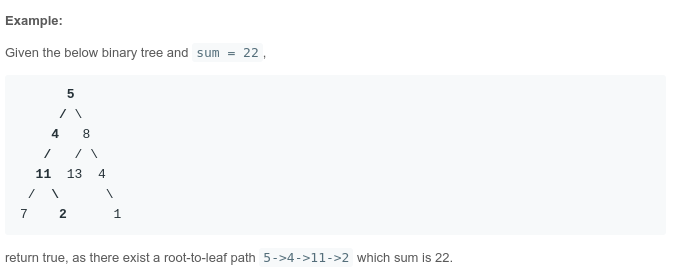 Example:
Given the below binary tree and sum = 22,
      5
     / \
    4   8
   /   / \
  11  13  4
 /  \      \
7    2      1
return true, as there exist a root-to-leaf path 5->4->11->2 which sum is 22.